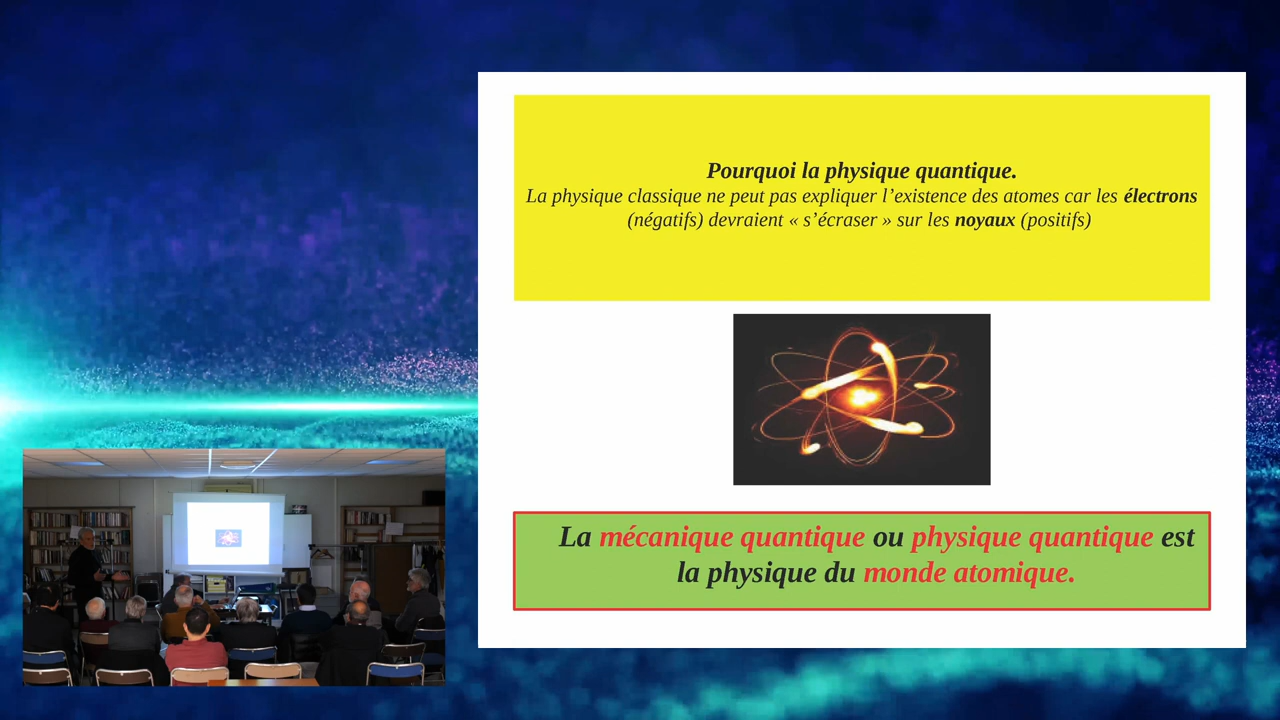 Pourquoi la physique quantique.
La physique classique ne peut pas expliquer l’existence des atomes car les électrons
(négatifs) devraient « s’écraser » sur les noyaux (positifs)
La mécanique quantique ou physique quantique est
la physique du monde atomique.